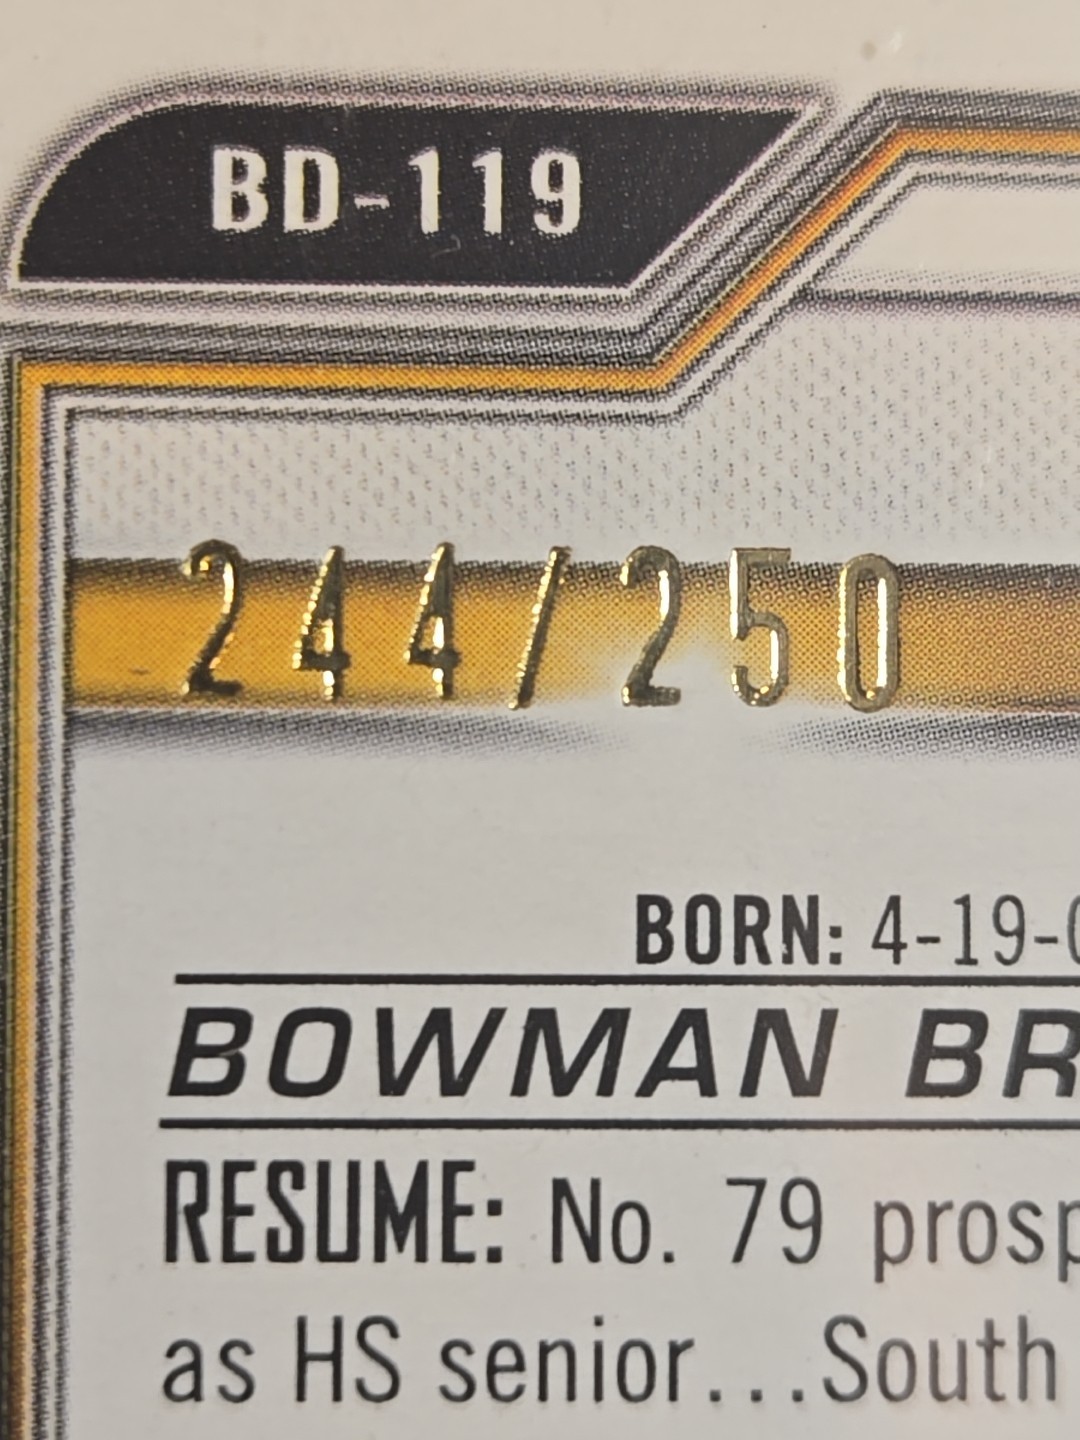 BD-119
244/250
BORN: 4-19-
BOWMAN BR
RESUME: No. 79 prosp
as HS senior...South